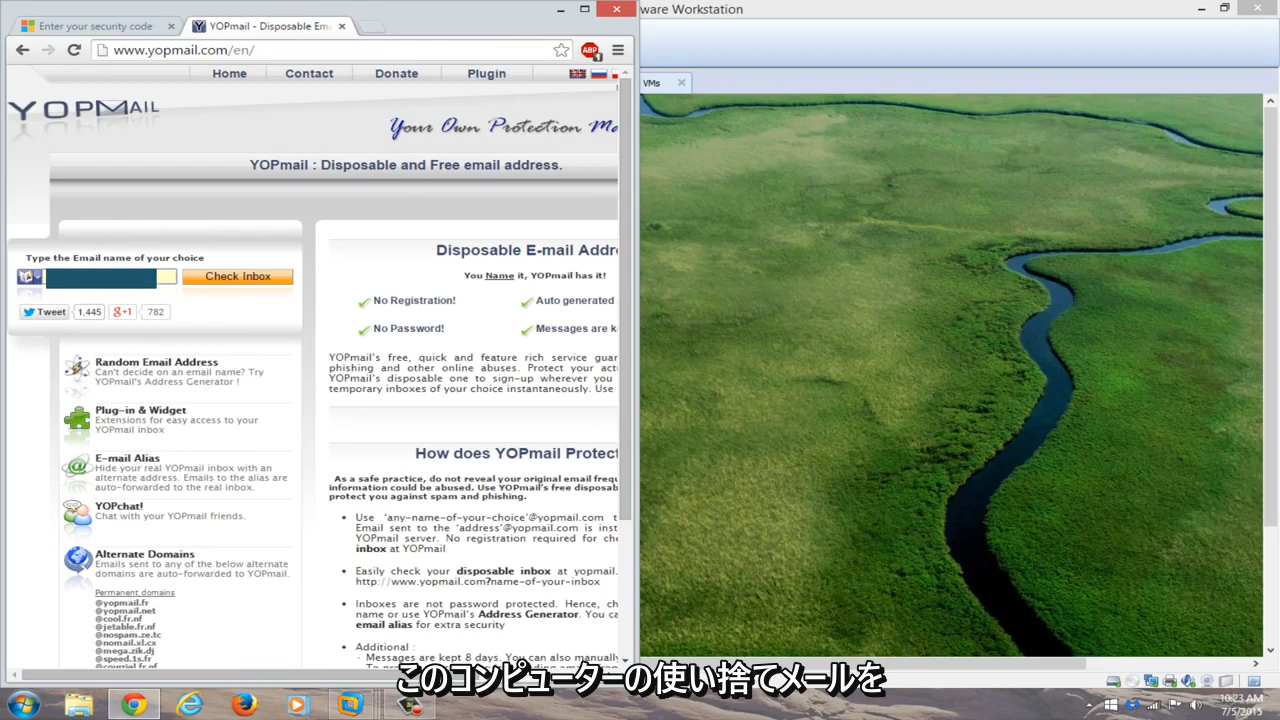 ware Workstation
Enter your security code
YOPmail - Disposable Ema
www.yopmail.com/en/
ABP
1
VMs
Home Contact Donate Plugin
YOPMAIL
Your Own Protection Ma
YOPmail : Disposable and Free email address.
Type the Email name of your choice
Check Inbox
Tweet 1,445 g+1 782
Random Email Address
Can't decide on an email name? Try
YOPmail's Address Generator !
Plug-in & Widget
Extensions for easy access to your
YOPmail inbox
E-mail Alias
Hide your real YOPmail inbox with an
alternate address. Emails to the alias are
auto-forwarded to the real inbox.
YOPchat!
Chat with your YOPmail friends.
Alternate Domains
Emails sent to any of the below alternate
domains are auto-forwarded to YOPmail.
Permanent domains
@yopmail.fr
@yopmail.net
@cool.fr.nf
@jetable.fr.nf
@nospam.ze.tc
@nomail.xl.cx
@mega.zik.dj
@speed.1s.fr
@courriel.fr.nf
Disposable E-mail Addre
You Name it, YOPmail has it!
No Registration! Auto generated
No Password! Messages are k
YOPmail's free, quick and feature rich service guar
phishing and other online abuses. Protect your act
YOPmail's disposable one to sign-up wherever you
temporary inboxes of your choice instantaneously. Use
How does YOPmail Protect
As a safe practice, do not reveal your original email freq
information could be abused. Use YOPmail's free disposab
protect you against spam and phishing.
Use 'any-name-of-your-choice'@yopmail.com t
Email sent to the 'address'@yopmail.com is inst
YOPmail server. No registration required for che
inbox at YOPmail
Easily check your disposable inbox at yopmail.
http://www.yopmail.com?name-of-your-inbox
Inboxes are not password protected. Hence, ch
name or use YOPmail's Address Generator. You ca
email alias for extra security
Additional :
- Messages are kept 8 days. You can also manually
このコンピューターの使い捨てメールを
10:23 AM
7/5/2015